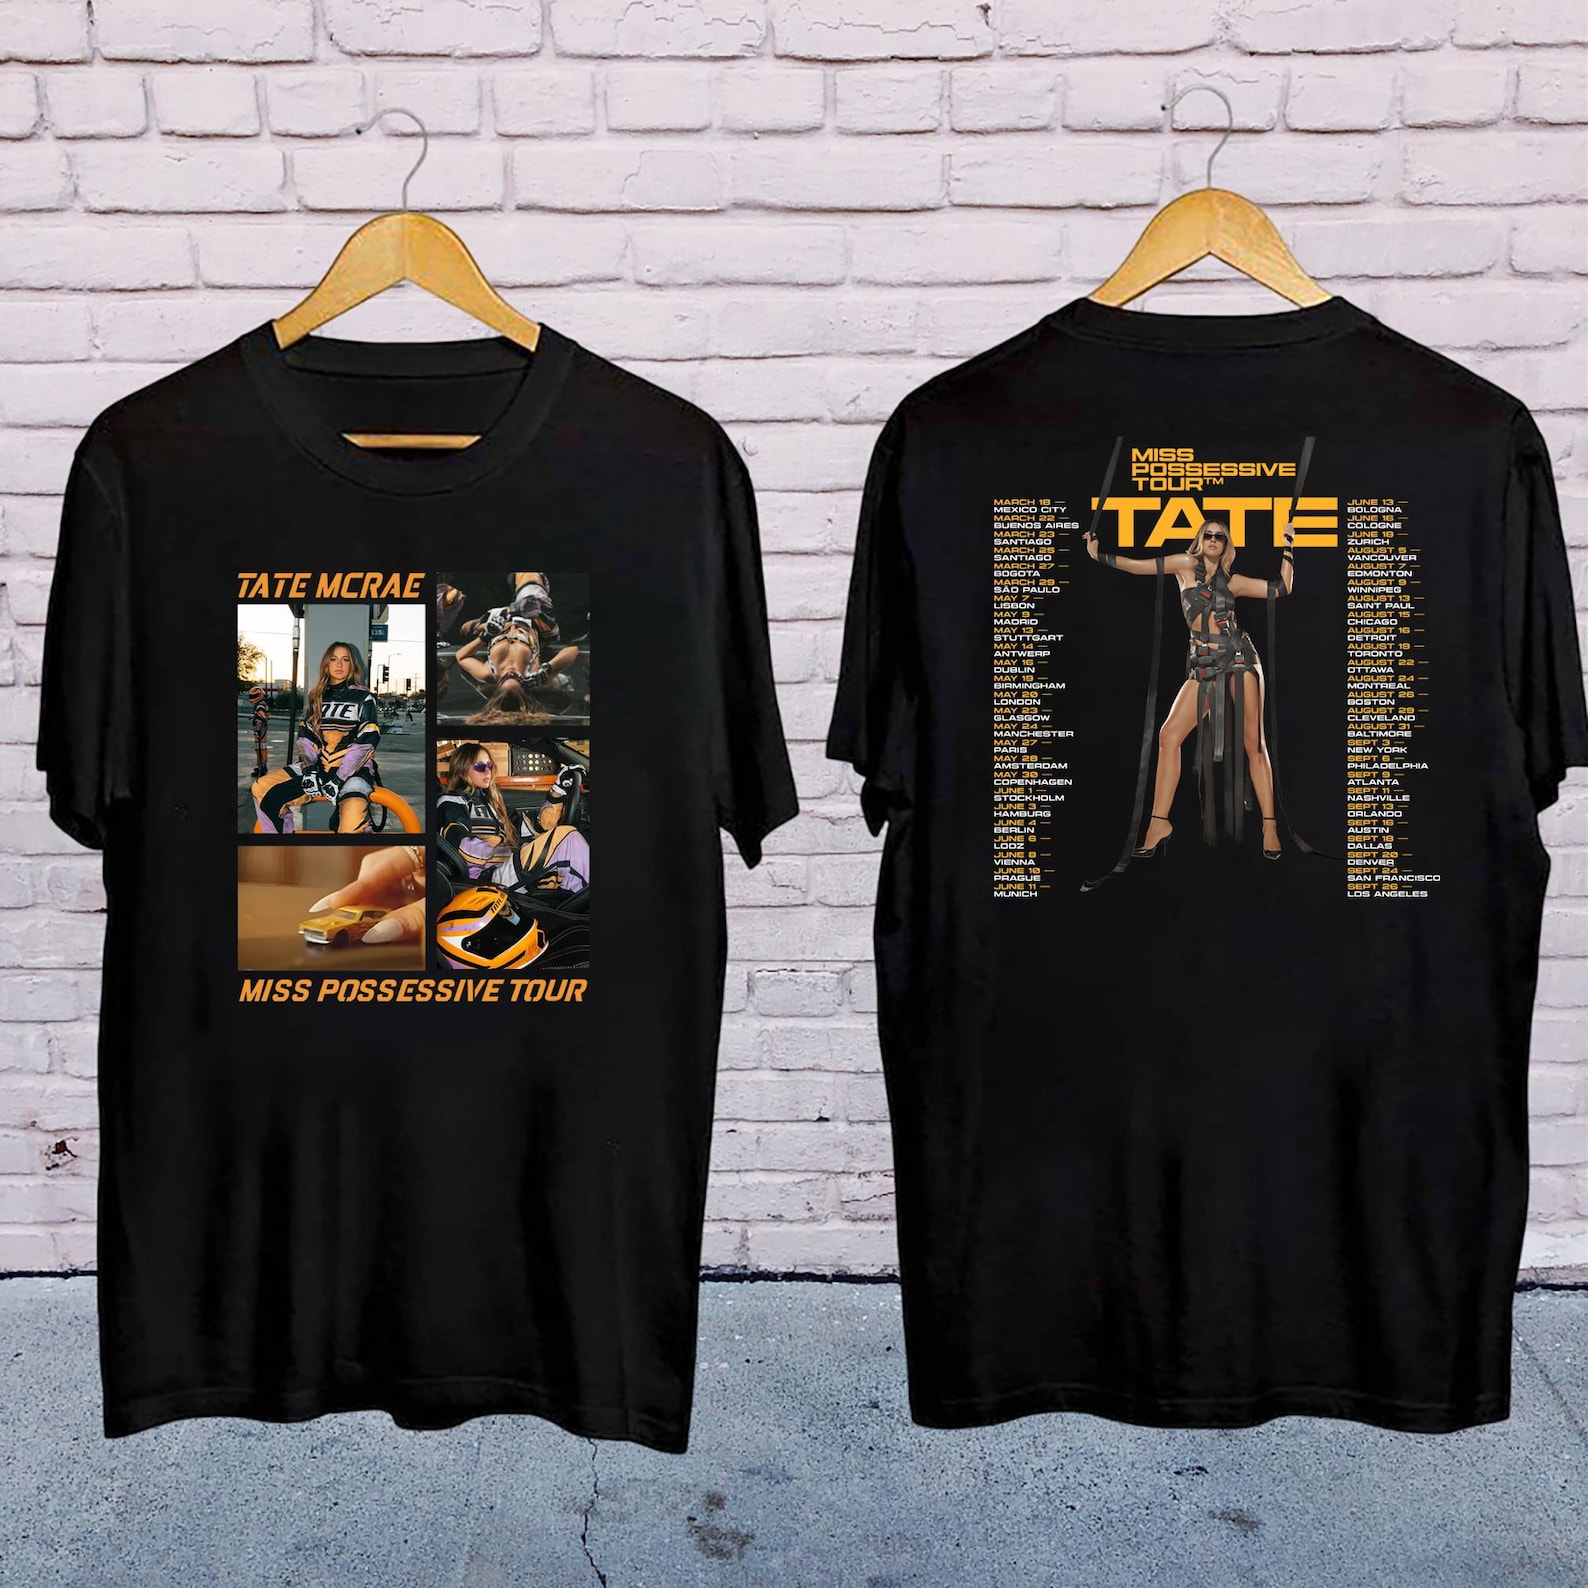 TATE MCRAE
TATE
TATE
MISS POSSESSIVE TOUR
MISS
POSSESSIVE
TOUR™
TATE
MARCH 18 —
MEXICO CITY
MARCH 22 —
BUENOS AIRES
MARCH 23 —
SANTIAGO
MARCH 25 —
SANTIAGO
MARCH 27 —
BOGOTA
MARCH 29 —
SÃO PAULO
MAY 7 —
LISBON
MAY 9 —
MADRID
MAY 13 —
STUTTGART
MAY 14 —
ANTWERP
MAY 16 —
DUBLIN
MAY 19 —
BIRMINGHAM
MAY 20 —
LONDON
MAY 23 —
GLASGOW
MAY 24 —
MANCHESTER
MAY 27 —
PARIS
MAY 28 —
AMSTERDAM
MAY 30 —
COPENHAGEN
JUNE 1 —
STOCKHOLM
JUNE 3 —
HAMBURG
JUNE 4 —
BERLIN
JUNE 6 —
LODZ
JUNE 8 —
VIENNA
JUNE 10 —
PRAGUE
JUNE 11 —
MUNICH
JUNE 13 —
BOLOGNA
JUNE 16 —
COLOGNE
JUNE 18 —
ZURICH
AUGUST 5 —
VANCOUVER
AUGUST 7 —
EDMONTON
AUGUST 9 —
WINNIPEG
AUGUST 13 —
SAINT PAUL
AUGUST 15 —
CHICAGO
AUGUST 16 —
DETROIT
AUGUST 19 —
TORONTO
AUGUST 22 —
OTTAWA
AUGUST 24 —
MONTREAL
AUGUST 26 —
BOSTON
AUGUST 29 —
CLEVELAND
AUGUST 31 —
BALTIMORE
SEPT 3 —
NEW YORK
SEPT 6 —
PHILADELPHIA
SEPT 9 —
ATLANTA
SEPT 11 —
NASHVILLE
SEPT 13 —
ORLANDO
SEPT 16 —
AUSTIN
SEPT 18 —
DALLAS
SEPT 20 —
DENVER
SEPT 24 —
SAN FRANCISCO
SEPT 26 —
LOS ANGELES